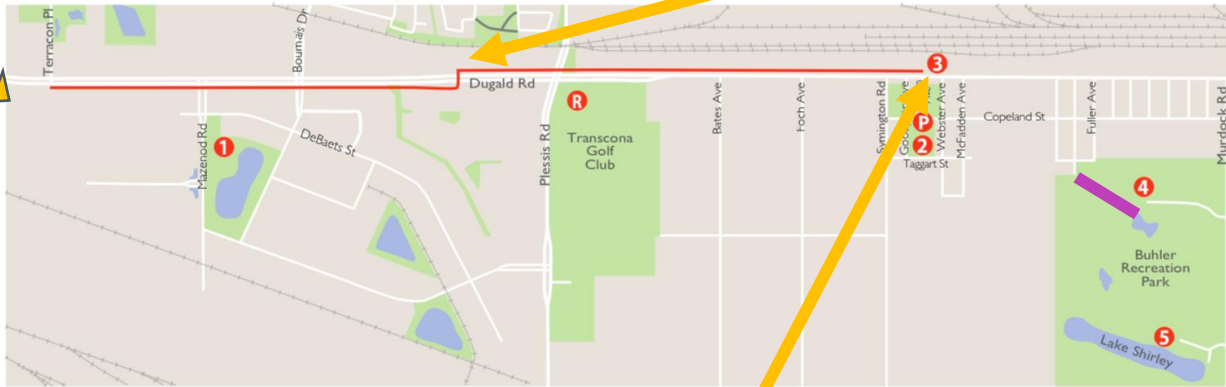 Terracon Pl
Bournais Dr
Mazenod Rd
DeBaets St
1
Dugald Rd
R
Transcona
Golf
Club
Plessis Rd
Bates Ave
Foch Ave
Symington Rd
3
P
2
Webster Ave
McFadden Ave
Taggart St
Copeland St
Fuller Ave
Murdock Rd
4
Buhler
Recreation
Park
5
Lake Shirley